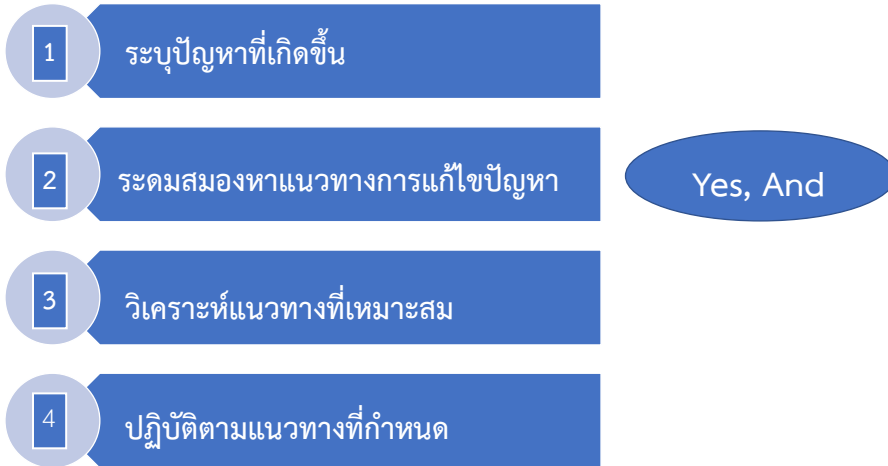 1 ระบุปัญหาที่เกิดขึ้น
2 ระดมสมองหาแนวทางการแก้ไขปัญหา
Yes, And
3 วิเคราะห์แนวทางที่เหมาะสม
4 ปฏิบัติตามแนวทางที่กำหนด